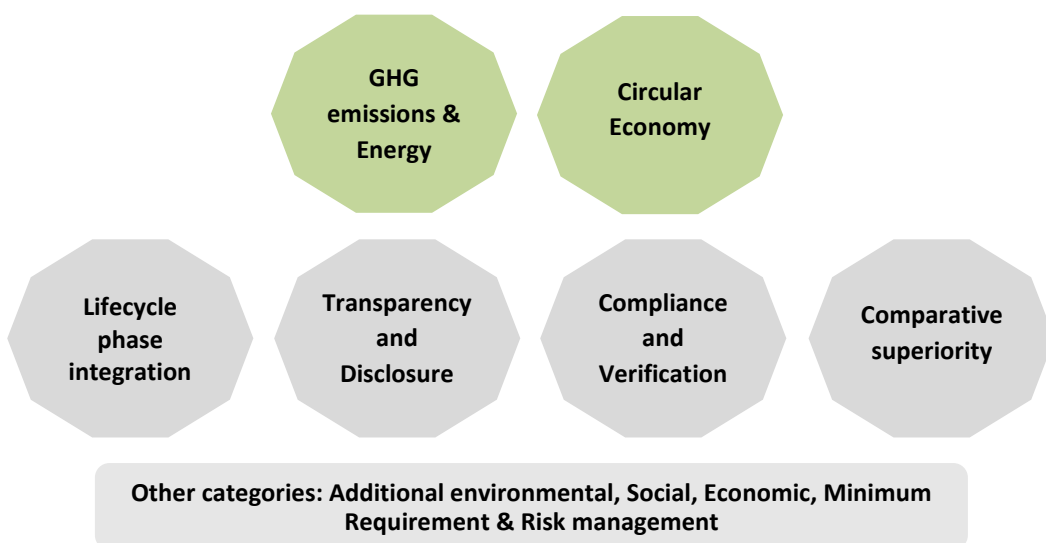 GHG
emissions &
Energy
Circular
Economy
Lifecycle
phase
integration
Transparency
and
Disclosure
Compliance
and
Verification
Comparative
superiority
Other categories: Additional environmental, Social, Economic, Minimum
Requirement & Risk management